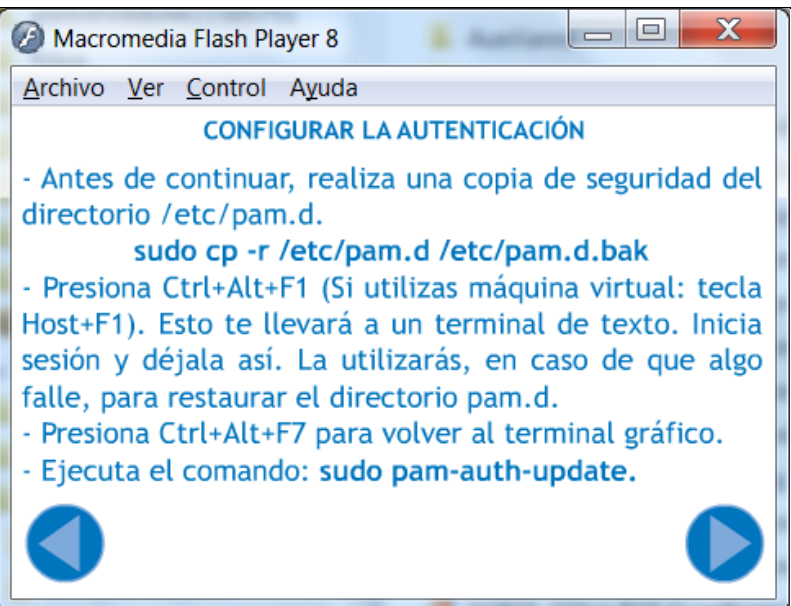 Macromedia Flash Player 8
Archivo Ver Control Ayuda
CONFIGURAR LA AUTENTICACIÓN
- Antes de continuar, realiza una copia de seguridad del
directorio /etc/pam.d.
sudo cp -r /etc/pam.d /etc/pam.d.bak
- Presiona Ctrl+Alt+F1 (Si utilizas máquina virtual: tecla
Host+F1). Esto te llevará a un terminal de texto. Inicia
sesión y déjala así. La utilizarás, en caso de que algo
falle, para restaurar el directorio pam.d.
- Presiona Ctrl+Alt+F7 para volver al terminal gráfico.
- Ejecuta el comando: sudo pam-auth-update.